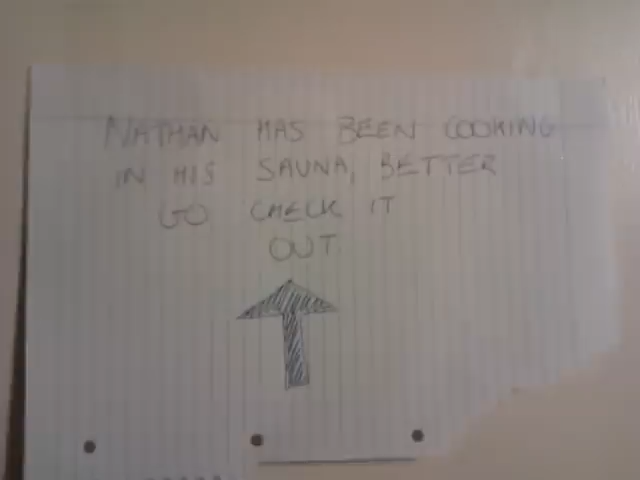 NATHAN HAS BEEN COOKING
IN HIS SAUNA, BETTER
GO CHECK IT
OUT